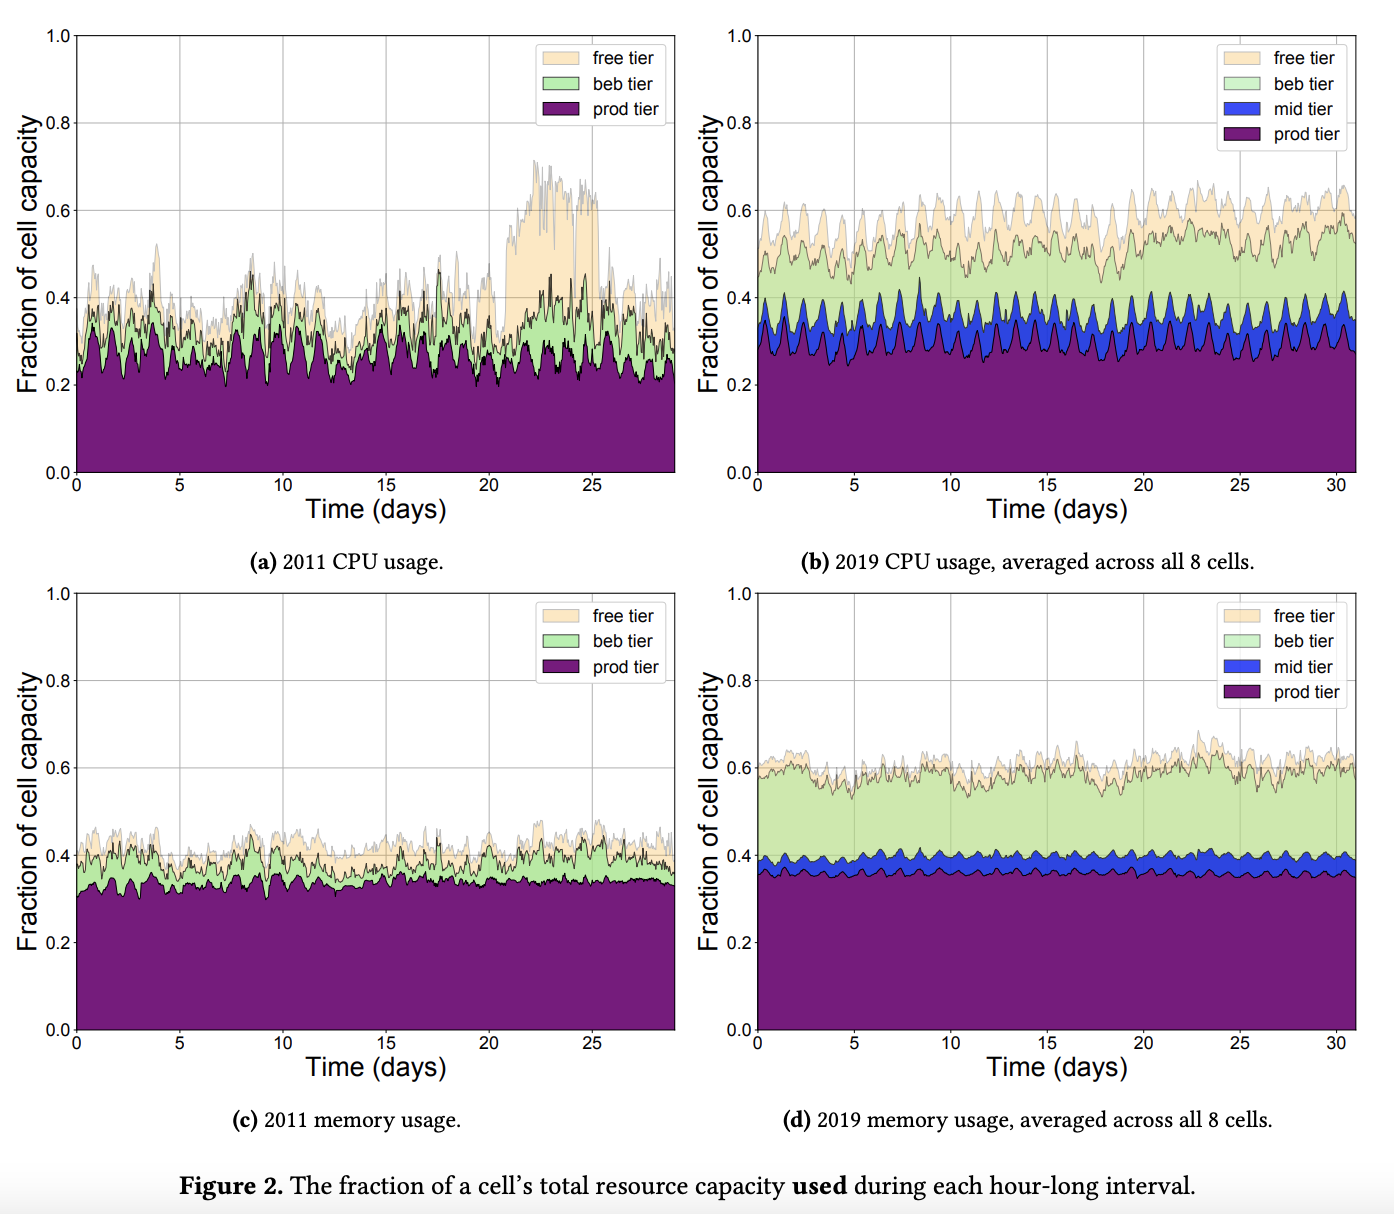 Fraction of cell capacity
1.0
0.8
0.6
0.4
0.2
0.0
free tier
beb tier
prod tier
0 5 10 15 20 25
Time (days)
(a) 2011 CPU usage.
Fraction of cell capacity
1.0
0.8
0.6
0.4
0.2
0.0
free tier
beb tier
mid tier
prod tier
0 5 10 15 20 25 30
Time (days)
(b) 2019 CPU usage, averaged across all 8 cells.
Fraction of cell capacity
1.0
0.8
0.6
0.4
0.2
0.0
free tier
beb tier
prod tier
0 5 10 15 20 25
Time (days)
(c) 2011 memory usage.
Fraction of cell capacity
1.0
0.8
0.6
0.4
0.2
0.0
free tier
beb tier
mid tier
prod tier
0 5 10 15 20 25 30
Time (days)
(d) 2019 memory usage, averaged across all 8 cells.
Figure 2. The fraction of a cell’s total resource capacity used during each hour-long interval.